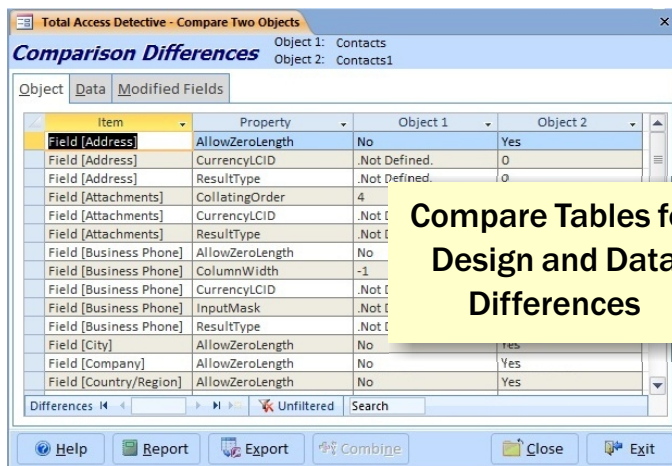 Total Access Detective - Compare Two Objects
Comparison Differences
Object 1: Contacts
Object 2: Contacts1
Object Data Modified Fields
Item Property Object 1 Object 2
Field [Address] AllowZeroLength No Yes
Field [Address] CurrencyLCID .Not Defined. 0
Field [Address] ResultType .Not Defined. 0
Field [Attachments] CollatingOrder 4
Field [Attachments] CurrencyLCID .Not
Field [Attachments] ResultType .Not
Field [Business Phone] AllowZeroLength No
Field [Business Phone] ColumnWidth -1
Field [Business Phone] CurrencyLCID .Not
Field [Business Phone] InputMask .Not
Field [Business Phone] ResultType .Not
Field [City] AllowZeroLength No Yes
Field [Company] AllowZeroLength No Yes
Field [Country/Region] AllowZeroLength No Yes
Compare Tables
Design and Data
Differences
Differences Unfiltered Search
Help Report Export Combine Close Exit